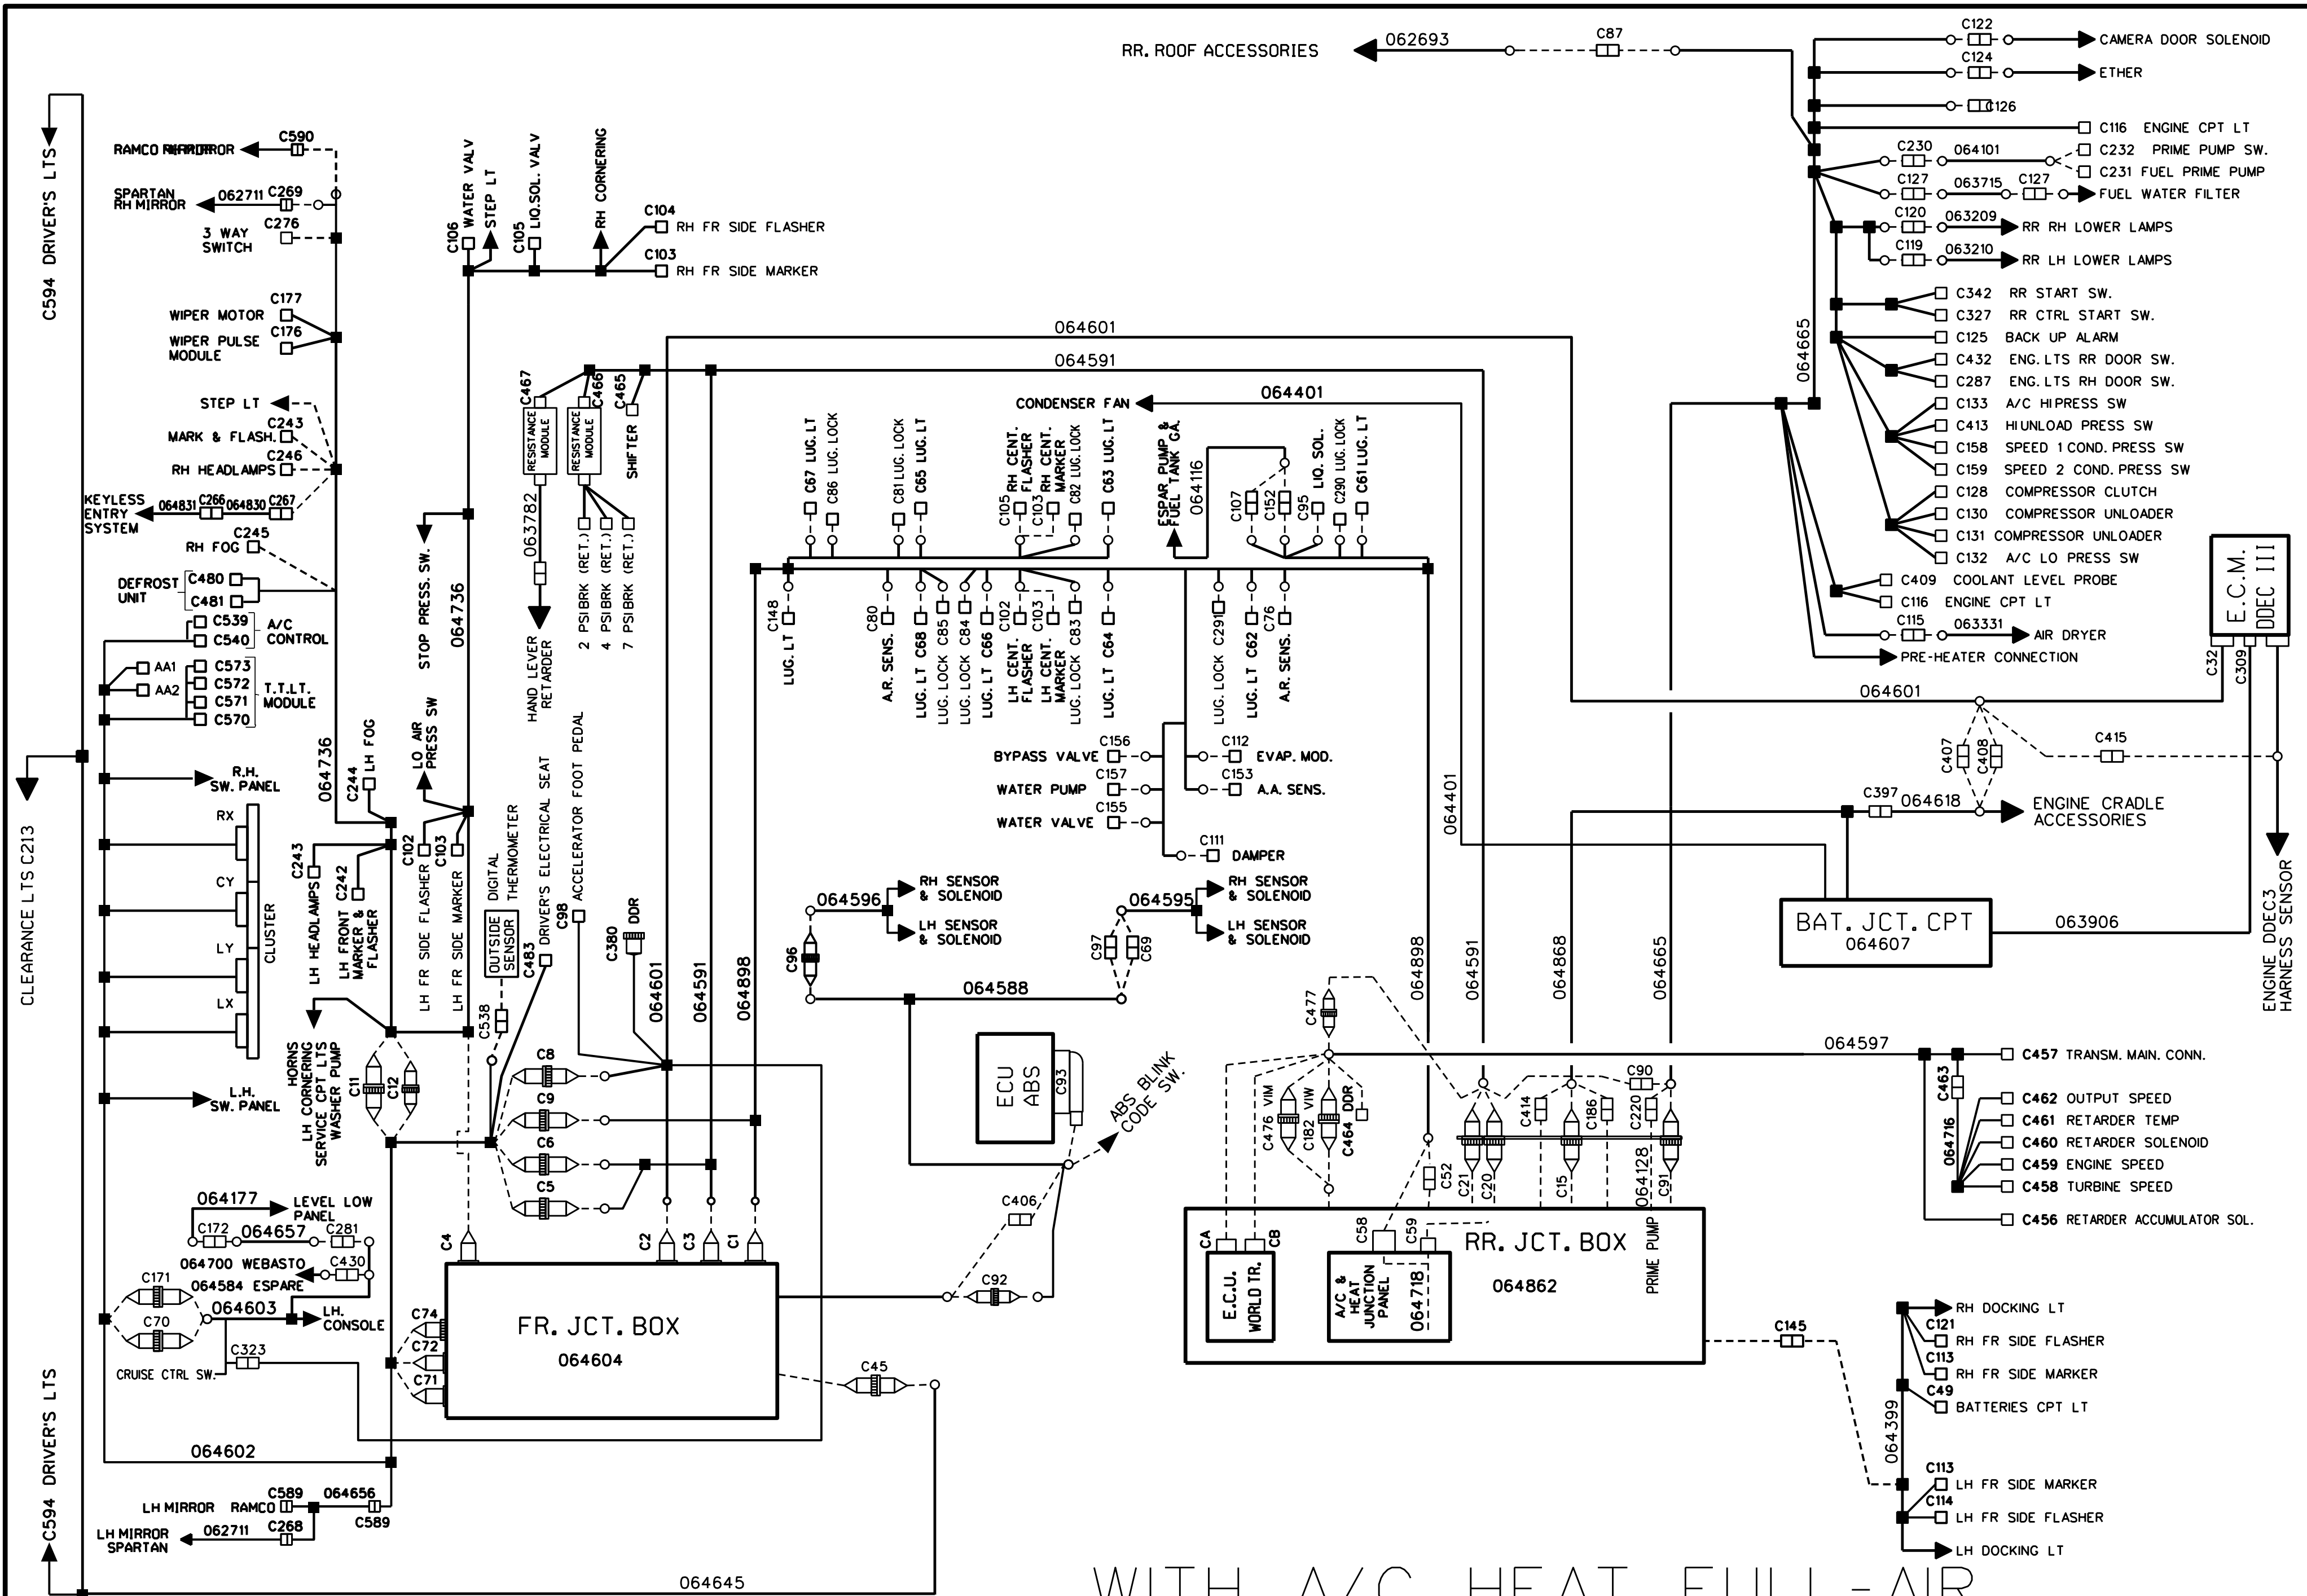 RR. ROOF ACCESSORIES
062693
C87
C122
CAMERA DOOR SOLENOID
C124
ETHER
C126
C116 ENGINE CPT LT
C230
064101
C232 PRIME PUMP SW.
C231 FUEL PRIME PUMP
C127
063715
C127
FUEL WATER FILTER
C120
063209
RR RH LOWER LAMPS
C119
063210
RR LH LOWER LAMPS
C342 RR START SW.
C327 RR CTRL START SW.
C125 BACK UP ALARM
C432 ENG. LTS RR DOOR SW.
C287 ENG. LTS RH DOOR SW.
C133 A/C HI PRESS SW
C413 HI UNLOAD PRESS SW
C158 SPEED 1 COND. PRESS SW
C159 SPEED 2 COND. PRESS SW
C128 COMPRESSOR CLUTCH
C130 COMPRESSOR UNLOADER
C131 COMPRESSOR UNLOADER
C132 A/C LO PRESS SW
C409 COOLANT LEVEL PROBE
C116 ENGINE CPT LT
C115
063331
AIR DRYER
PRE-HEATER CONNECTION
064665
E.C.M.
DDEC III
C32
C309
064601
C407
C408
C415
C397
064618
ENGINE CRADLE
ACCESSORIES
BAT. JCT. CPT
064607
063906
ENGINE DDEC3
HARNESS SENSOR
C594 DRIVER'S LTS
RAMCO
C590
SPARTAN
RH MIRROR
062711
C269
C276
3 WAY
SWITCH
C177
WIPER MOTOR
C176
WIPER PULSE
MODULE
STEP LT
C243
MARK & FLASH.
C246
RH HEADLAMPS
KEYLESS
ENTRY
SYSTEM
064831
C266
064830
C267
C245
RH FOG
DEFROST
UNIT
C480
C481
C539
C540
A/C
CONTROL
AA1
AA2
C573
C572
C571
C570
T.T.LT.
MODULE
R.H.
SW. PANEL
RX
CY
LY
LX
CLUSTER
L.H.
SW. PANEL
CLEARANCE LTS C213
C106 WATER VALV
STEP LT
C105 LIQ.SOL. VALV
RH CORNERING
C104
RH FR SIDE FLASHER
C103
RH FR SIDE MARKER
STOP PRESS. SW.
064736
LO AIR
PRESS SW
064736
C244 LH FOG
C243
LH HEADLAMPS
C242
LH FRONT
MARKER &
FLASHER
C102
LH FR SIDE FLASHER
C103
LH FR SIDE MARKER
HORNS
LH CORNERING
SERVICE CPT LTS
WASHER PUMP
C11
C12
C467
C466
C465
RESISTANCE
MODULE
RESISTANCE
MODULE
SHIFTER
063782
2 PSI BRK (RET.)
4 PSI BRK (RET.)
7 PSI BRK (RET.)
HAND LEVER
RETARDER
DIGITAL
THERMOMETER
OUTSIDE
SENSOR
C538
C483 DRIVER'S ELECTRICAL SEAT
C98 ACCELERATOR FOOT PEDAL
C380 DDR
064601
064591
064898
064601
064591
CONDENSER FAN
064401
C67 LUG. LT
C86 LUG. LOCK
C81 LUG. LOCK
C65 LUG. LT
C105
RH CENT.
FLASHER
C103
RH CENT.
MARKER
C82 LUG. LOCK
C63 LUG. LT
ESPAR PUMP &
FUEL TANK GA.
064116
C107
C152
C95
LIQ. SOL.
C290 LUG. LOCK
C61 LUG. LT
C148
LUG. LT
C80
A.R. SENS.
LUG. LT C68
LUG. LOCK C85
LUG. LOCK C84
LUG. LT C66
C102
LH CENT.
FLASHER
C103
LH CENT.
MARKER
LUG. LOCK C83
LUG. LT C64
LUG. LOCK C291
LUG. LT C62
C76
A.R. SENS.
BYPASS VALVE
C156
C112
EVAP. MOD.
C157
WATER PUMP
C153
A.A. SENS.
C155
WATER VALVE
C111
DAMPER
064596
RH SENSOR
& SOLENOID
LH SENSOR
& SOLENOID
C96
064595
RH SENSOR
& SOLENOID
LH SENSOR
& SOLENOID
C97
C69
064588
ECU
ABS
C93
ABS BLINK
CODE SW.
C406
C92
C8
C9
C6
C5
C4
C2
C3
C1
FR. JCT. BOX
064604
C74
C72
C71
C45
064401
064898
064591
064868
064665
C477
C476 VIM
C182 VIW
C464 DDR
C52
C21
C20
C414
C15
C186
C90
C220
064128
C91
PRIME PUMP
CA
CB
E.C.U.
WORLD TR.
C58
C59
A/C &
HEAT
JUNCTION
PANEL
064718
RR. JCT. BOX
064862
064597
C457 TRANSM. MAIN. CONN.
C463
064716
C462 OUTPUT SPEED
C461 RETARDER TEMP
C460 RETARDER SOLENOID
C459 ENGINE SPEED
C458 TURBINE SPEED
C456 RETARDER ACCUMULATOR SOL.
C145
064399
RH DOCKING LT
C121
RH FR SIDE FLASHER
C113
RH FR SIDE MARKER
C49
BATTERIES CPT LT
C113
LH FR SIDE MARKER
C114
LH FR SIDE FLASHER
LH DOCKING LT
064177
LEVEL LOW
PANEL
C172
064657
C281
064700 WEBASTO
C430
064584 ESPARE
C171
064603
LH.
CONSOLE
C70
C323
CRUISE CTRL SW.
064602
C594 DRIVER'S LTS
LH MIRROR RAMCO
C589
064656
C589
LH MIRROR
SPARTAN
062711
C268
064645
WITH A/C HEAT FULL-AIR